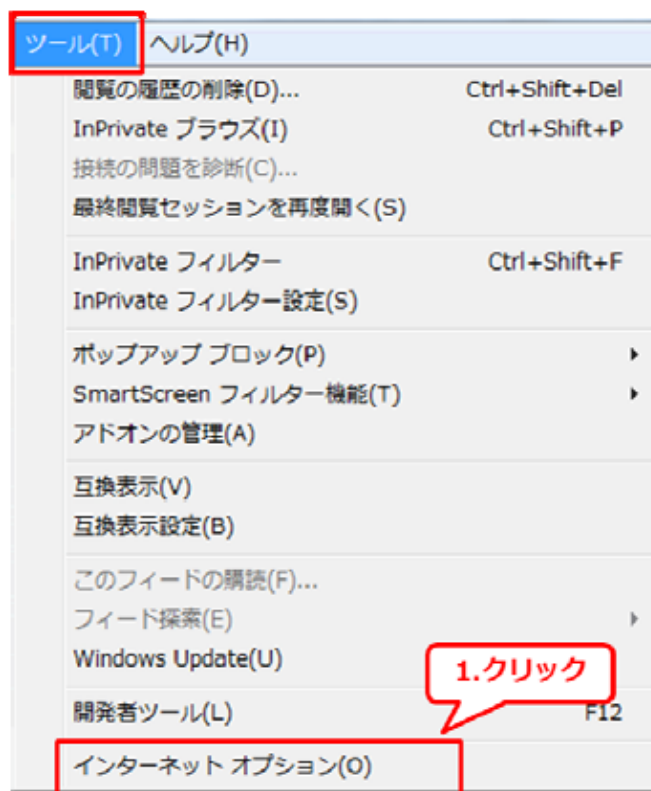 ツール(T) ヘルプ(H)
閲覧の履歴の削除(D)... Ctrl+Shift+Del
InPrivate ブラウズ(I) Ctrl+Shift+P
接続の問題を診断(C)...
最終閲覧セッションを再度開く(S)
InPrivate フィルター Ctrl+Shift+F
InPrivate フィルター設定(S)
ポップアップ ブロック(P)
SmartScreen フィルター機能(T)
アドオンの管理(A)
互換表示(V)
互換表示設定(B)
このフィードの購読(F)...
フィード探索(E)
Windows Update(U)
1.クリック
開発者ツール(L) F12
インターネット オプション(O)